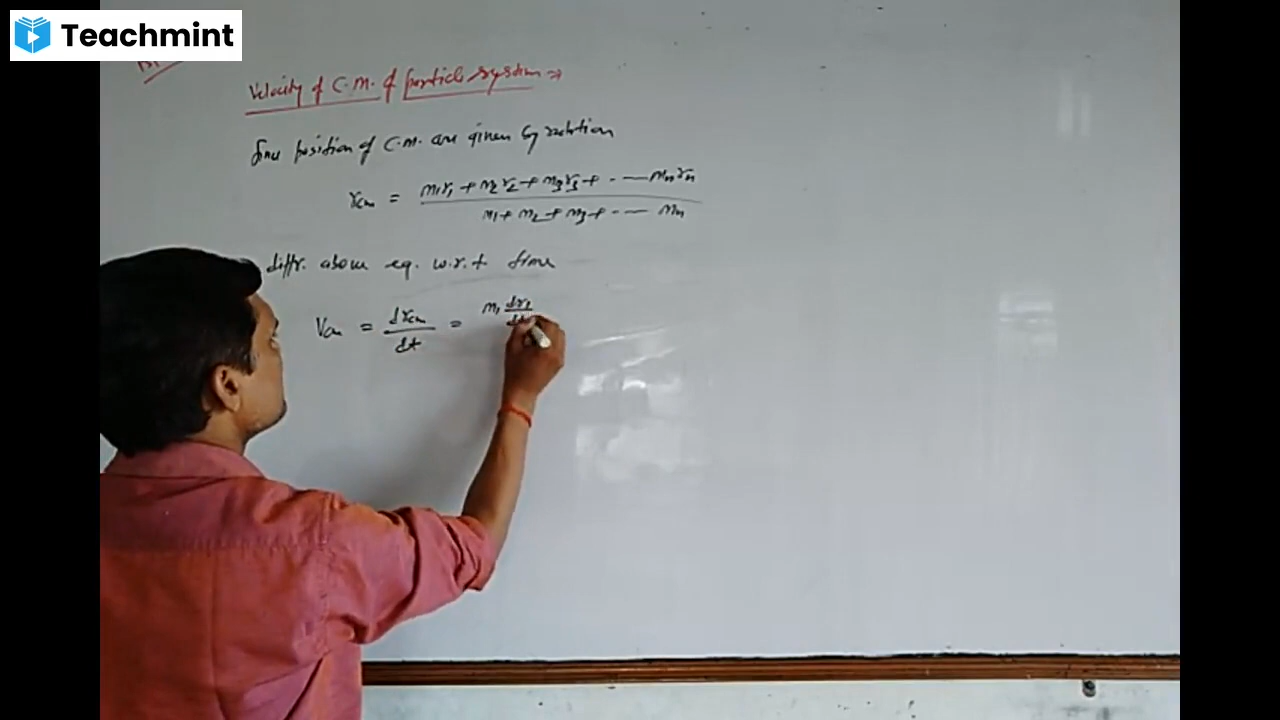 Teachmint
Velocity of C.M. of particle system ⇒
Since position of C.M. are given by relation
rcm = m1r1 + m2r2 + m3r3 + - — mnrn / m1 + m2 + m3 + - — mn
diffr. above eq. w.r.t time
Vcm = drcm / dt = m1 dr1 / dt